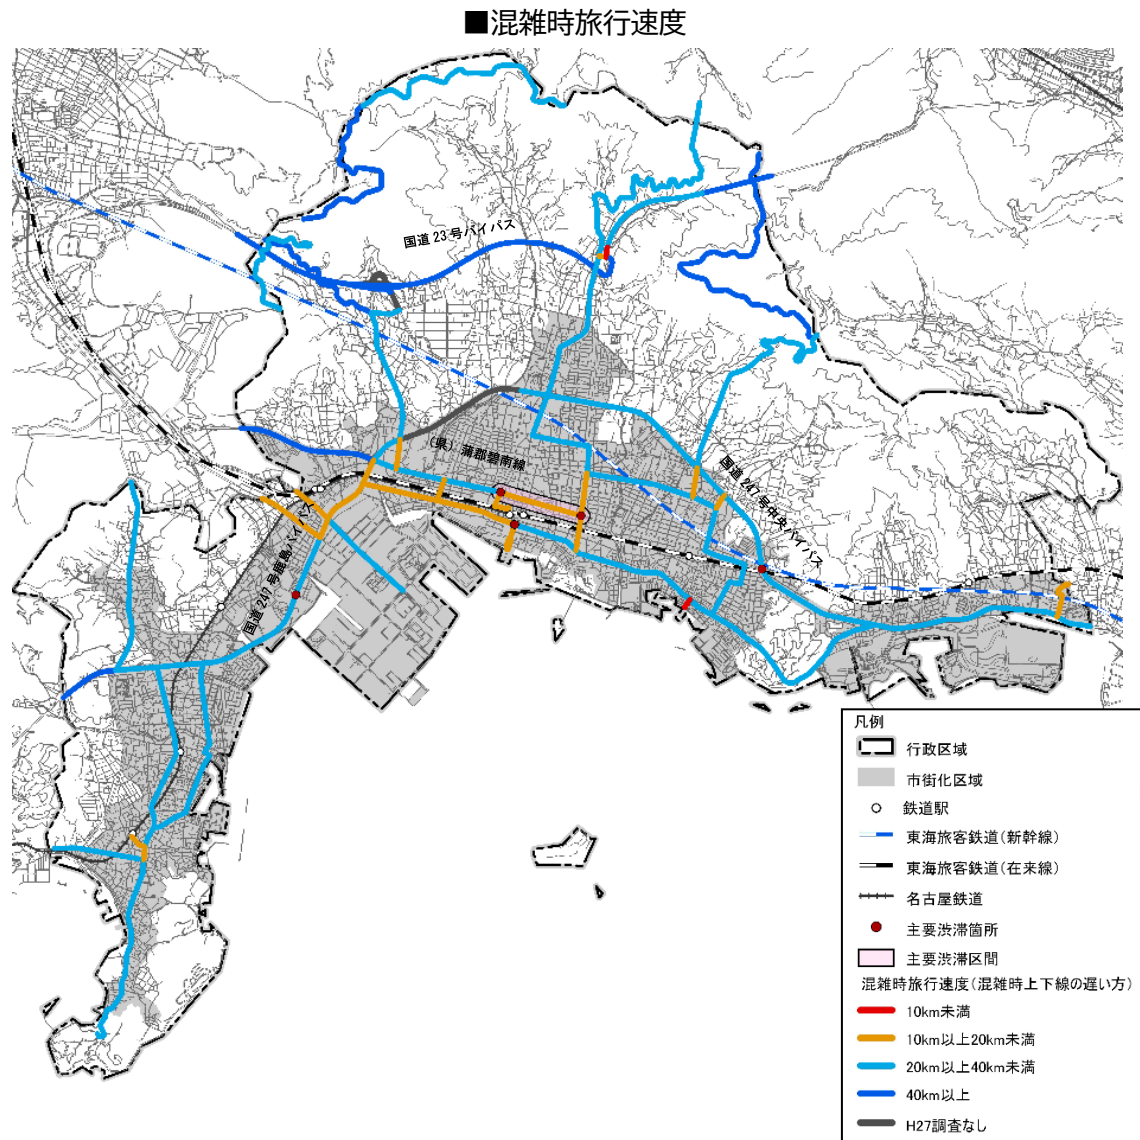 ■混雑時旅行速度
国道23号バイパス
(県)蒲郡碧南線
国道247号中央バイパス
国道247号鹿島バイパス
凡例
行政区域
市街化区域
鉄道駅
東海旅客鉄道(新幹線)
東海旅客鉄道(在来線)
名古屋鉄道
主要渋滞箇所
主要渋滞区間
混雑時旅行速度(混雑時上下線の遅い方)
10km未満
10km以上20km未満
20km以上40km未満
40km以上
H27調査なし